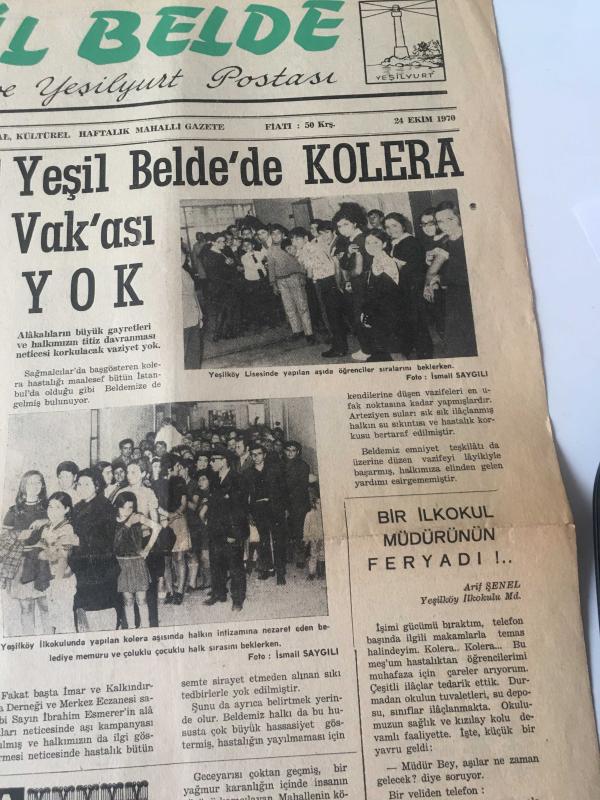 İL BELDE
ve Yeşilyurt Postası
YEŞİLYURT
KÜLTÜREL HAFTALIK MAHALLİ GAZETE
FİATI : 50 Krş.
24 EKİM 1970
Yeşil Belde'de KOLERA
Vak'ası
YOK
Alâkalıların büyük gayretleri
ve halkımızın titiz davranması
neticesi korkulacak vaziyet yok.
Sağmalcılar'da başgösteren kole-
ra hastalığı maalesef bütün İstan-
bul'da olduğu gibi Beldemize de
gelmiş bulunuyor.
Yeşilköy Lisesinde yapılan aşıda öğrenciler sıralarını beklerken.
Foto : İsmail SAYGILI
kendilerine düşen vazifeleri en u-
fak noktasına kadar yapmışlardır.
Arteziyen suları sık sık ilâçlanmış
halkın su sıkıntısı ve hastalık kor-
kusu bertaraf edilmiştir.
Beldemiz emniyet teşkilâtı da
üzerine düşen vazifeyi lâyikiyle
başarmış, halkımıza elinden gelen
yardımı esirgememiştir.
Yeşilköy İlkokulunda yapılan kolera aşısında halkın intizamına nezaret eden be-
lediye memuru ve çoluklu çocuklu halk sırasını beklerken.
Foto : İsmail SAYGILI
Fakat başta İmar ve Kalkındır-
a Derneği ve Merkez Eczanesi sa-
bi Sayın İbrahim Esmerer'in alâ
ları neticesinde aşı kampanyası
lmış ve halkımızın da ilgi gös-
rmesi neticesinde hastalık bütün
semte sirayet etmeden alınan sıkı
tedbirlerle yok edilmiştir.
Şunu da ayrıca belirtmek yerin-
de olur. Beldemiz halkı da bu hu-
susta çok büyük hassasiyet gös-
termiş, hastalığın yayılmaması için
BİR İLKOKUL
MÜDÜRÜNÜN
FERYADI !..
Arif ŞENEL
Yeşilköy İlkokulu Md.
İşimi gücümü bıraktım, telefon
başında ilgili makamlarla temas
halindeyim. Kolera.. Kolera... Bu
meş'um hastalıktan öğrencilerimi
muhafaza için çareler arıyorum.
Çeşitli ilâçlar tedarik ettik. Dur-
madan okulun tuvaletleri, su depo-
su, sınıflar ilâçlanmakta. Okulu-
muzun sağlık ve kızılay kolu de-
vamlı faaliyette. İşte, küçük bir
yavru geldi:
— Müdür Bey, aşılar ne zaman
gelecek? diye soruyor.
Bir veliden telefon :
Geceyarısı çoktan geçmiş, bir
yağmur karanlığın içinde insanın
Mahallenin kö-